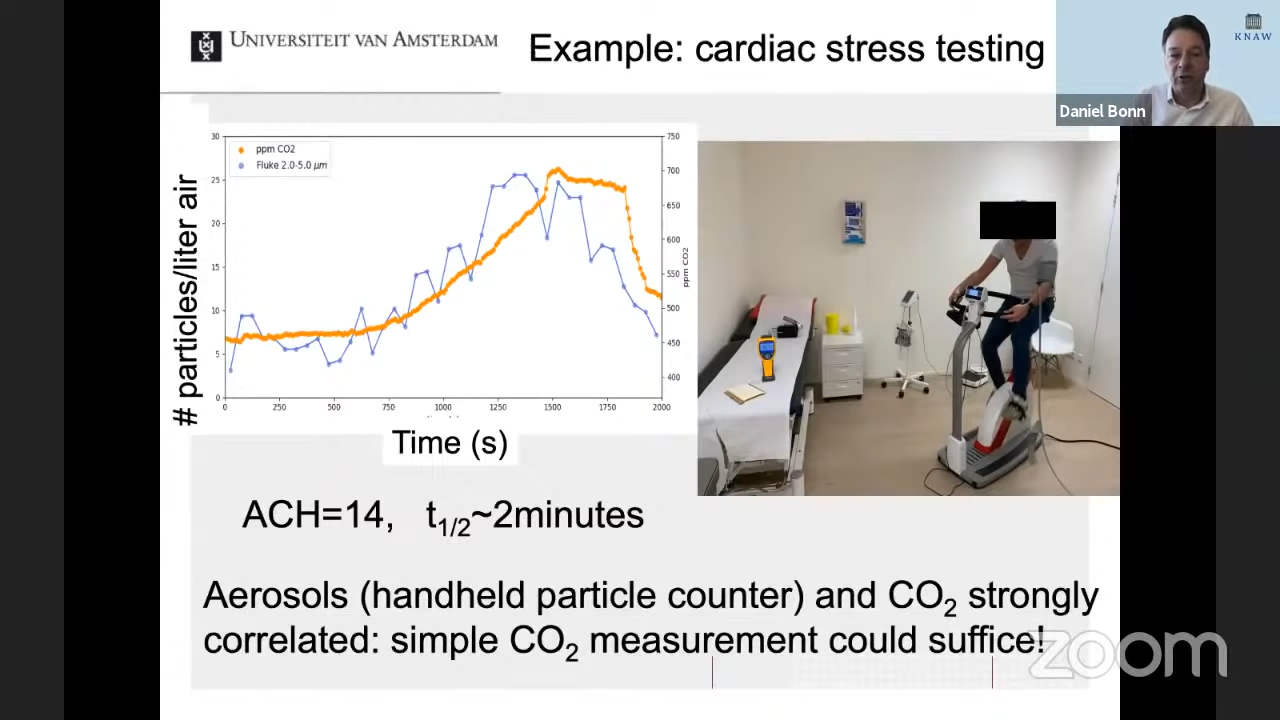 UNIVERSITEIT VAN AMSTERDAM
Example: cardiac stress testing
KNAW
Daniel Bonn
# particles/liter air
30
25
20
15
10
5
0
ppm CO2
Fluke 2.0-5.0 μm
750
700
650
600
550
500
450
400
ppm CO2
0 250 500 750 1000 1250 1500 1750 2000
Time (s)
ACH=14, t1/2~2minutes
Aerosols (handheld particle counter) and CO2 strongly
correlated: simple CO2 measurement could suffice!
zoom